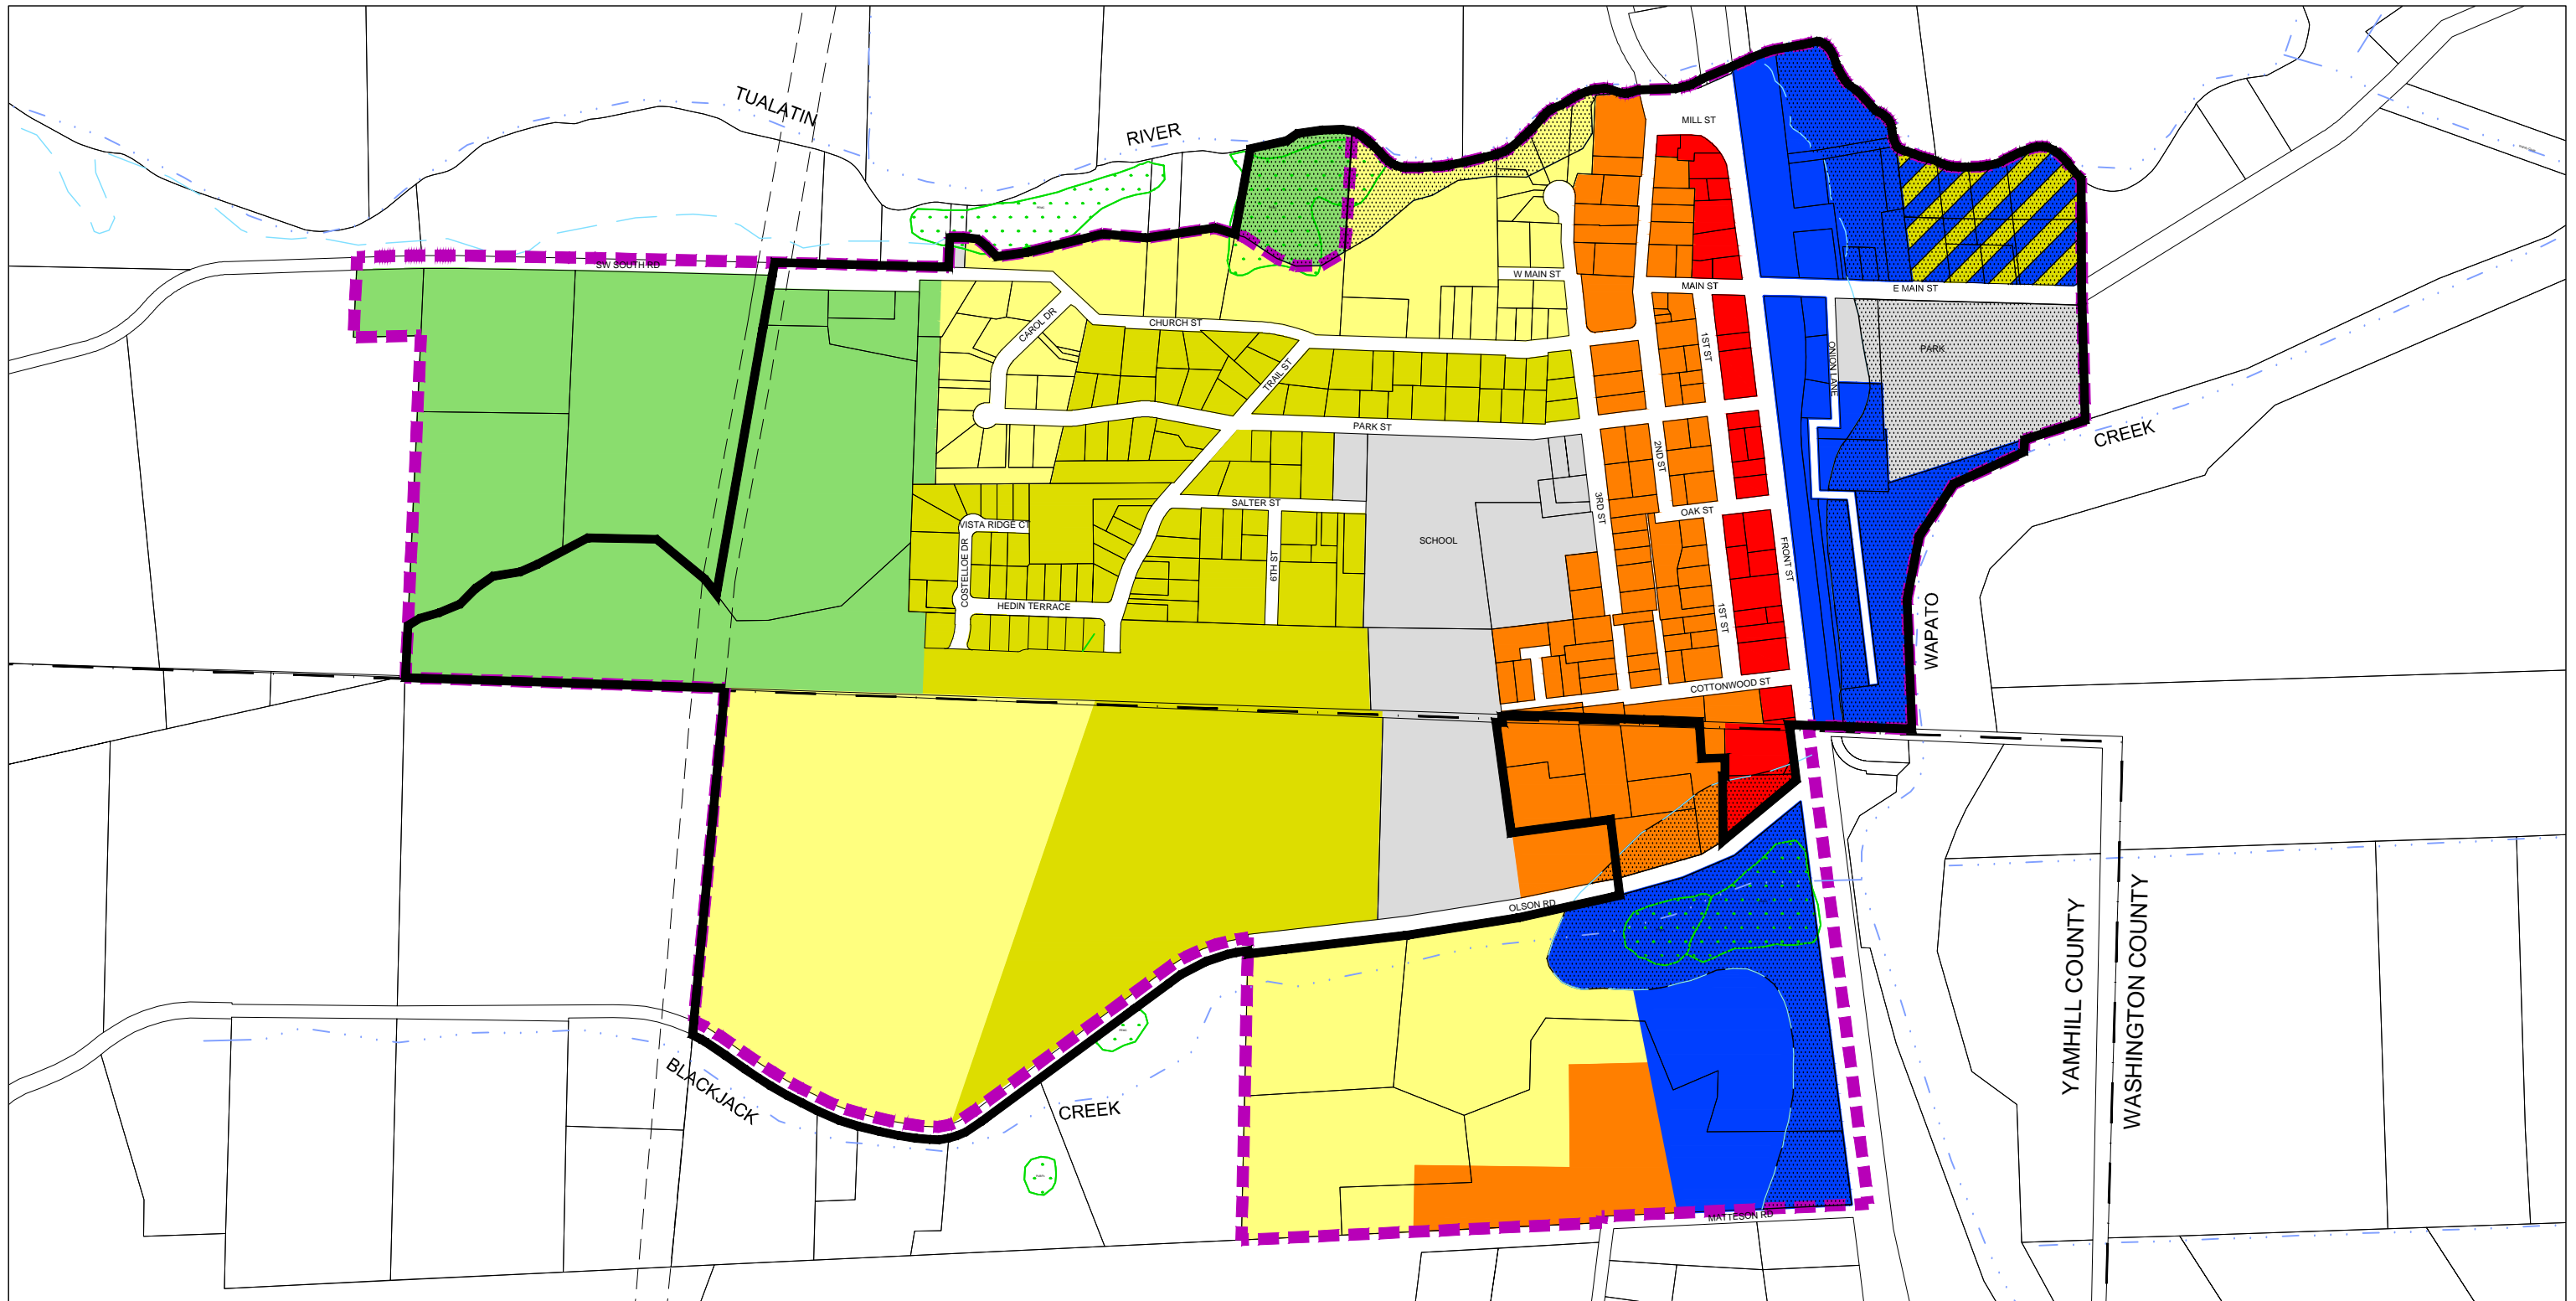 TUALATIN
RIVER
MILL ST
SW SOUTH RD
W MAIN ST
MAIN ST
E MAIN ST
CAROL DR
CHURCH ST
1ST ST
ONION LANE
PARK
TRAIL ST
PARK ST
CREEK
2ND ST
SALTER ST
3RD ST
OAK ST
VISTA RIDGE CT
SCHOOL
FRONT ST
COSTELLOE DR
6TH ST
HEDIN TERRACE
1ST ST
WAPATO
COTTONWOOD ST
OLSON RD
YAMHILL COUNTY
WASHINGTON COUNTY
BLACKJACK
CREEK
MATTESON RD